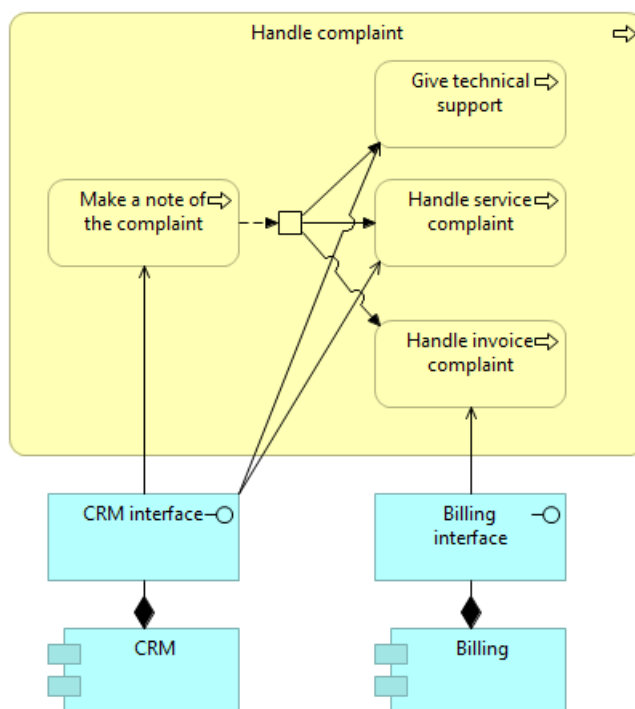 Handle complaint
Give technical
support
Make a note of
the complaint
Handle service
complaint
Handle invoice
complaint
CRM interface
Billing
interface
CRM
Billing